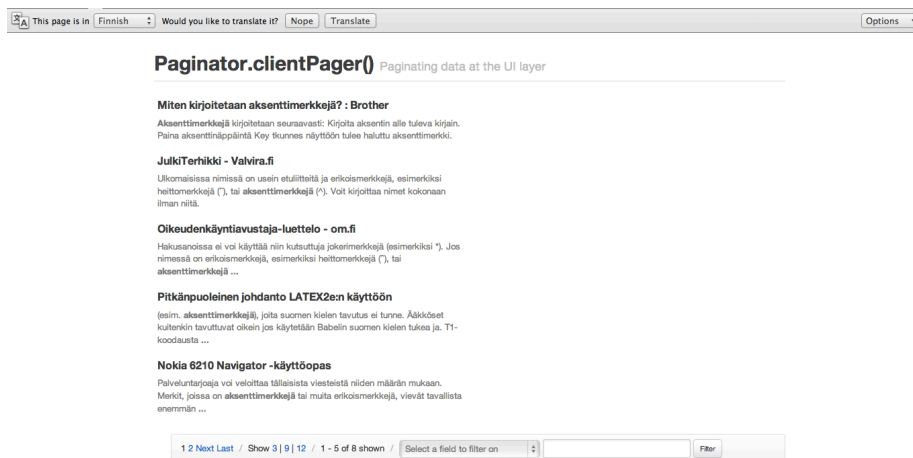 This page is in Finnish Would you like to translate it? Nope Translate Options
Paginator.clientPager() Paginating data at the UI layer
Miten kirjoitetaan aksenttimerkkejä? : Brother
Aksenttimerkkejä kirjoitetaan seuraavasti: Kirjoita aksentin alle tuleva kirjain.
Paina aksenttinäppäintä Key tkunnes näyttöön tulee haluttu aksenttimerkki.
JulkiTerhikki - Valvira.fi
Ulkomaisissa nimissä on usein etuliitteitä ja erikoismerkkejä, esimerkiksi
heittomerkkejä (˝), tai aksenttimerkkejä (^). Voit kirjoittaa nimet kokonaan
ilman niitä.
Oikeudenkäyntiavustaja-luettelo - om.fi
Hakusanoissa ei voi käyttää niin kutsuttuja jokerimerkkejä (esimerkiksi *). Jos
nimessä on erikoismerkkejä, esimerkiksi heittomerkkejä (˝), tai
aksenttimerkkejä ...
Pitkänpuoleinen johdanto LATEX2e:n käyttöön
(esim. aksenttimerkkejä), joita suomen kielen tavutus ei tunne. Ääkköset
kuitenkin tavuttuvat oikein jos käytetään Babelin suomen kielen tukea ja. T1-
koodausta ...
Nokia 6210 Navigator -käyttöopas
Palveluntarjoaja voi veloittaa tällaisista viesteistä niiden määrän mukaan.
Merkit, joissa on aksenttimerkkejä tai muita erikoismerkkejä, vievät tavallista
enemmän ...
1 2 Next Last / Show 3 | 9 | 12 / 1 - 5 of 8 shown / Select a field to filter on Filter